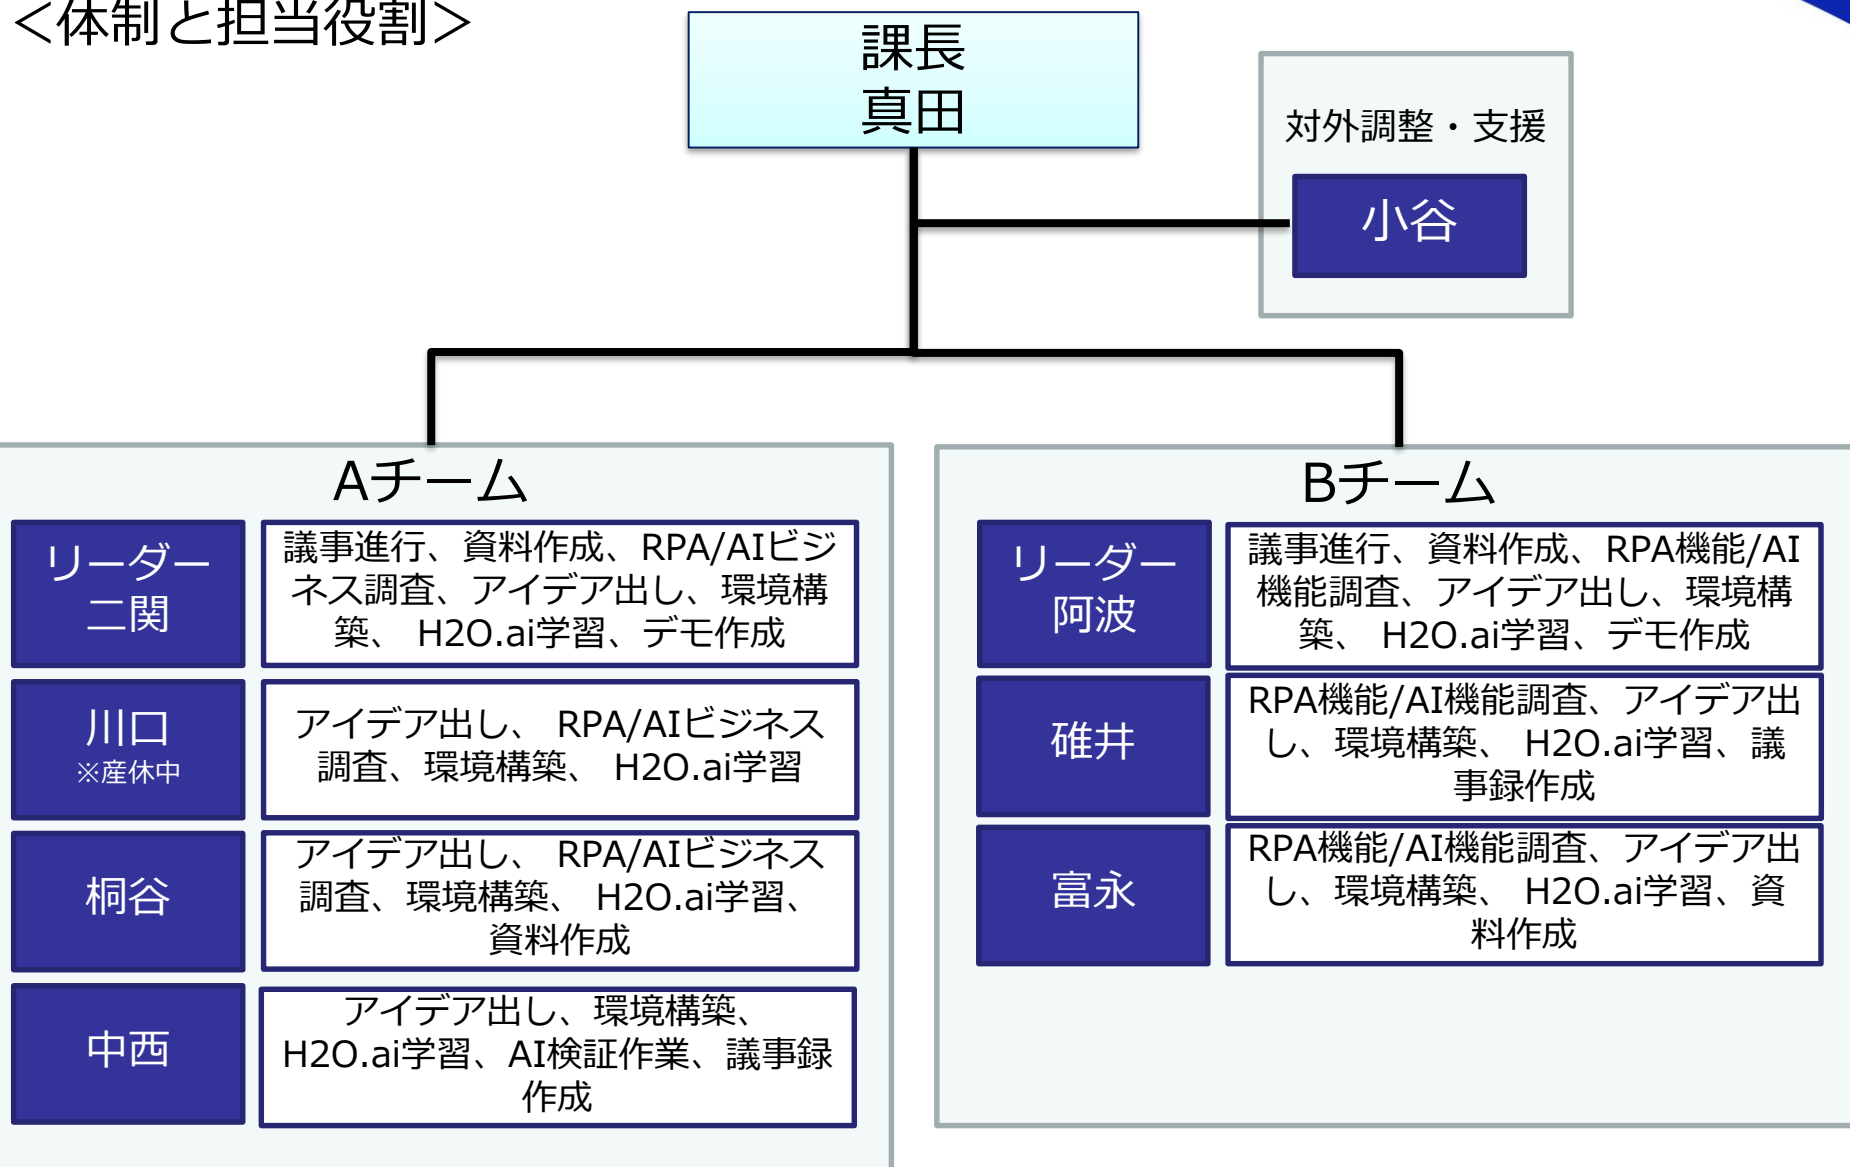 ＜体制と担当役割＞
課長
真田
対外調整・支援
小谷
Aチーム
リーダー
二関
議事進行、資料作成、RPA/AIビジ
ネス調査、アイデア出し、環境構
築、 H2O.ai学習、デモ作成
川口
※産休中
アイデア出し、 RPA/AIビジネス
調査、環境構築、 H2O.ai学習
桐谷
アイデア出し、 RPA/AIビジネス
調査、環境構築、 H2O.ai学習、
資料作成
中西
アイデア出し、環境構築、
H2O.ai学習、AI検証作業、議事録
作成
Bチーム
リーダー
阿波
議事進行、資料作成、RPA機能/AI
機能調査、アイデア出し、環境構
築、 H2O.ai学習、デモ作成
碓井
RPA機能/AI機能調査、アイデア出
し、環境構築、 H2O.ai学習、議
事録作成
富永
RPA機能/AI機能調査、アイデア出
し、環境構築、 H2O.ai学習、資
料作成